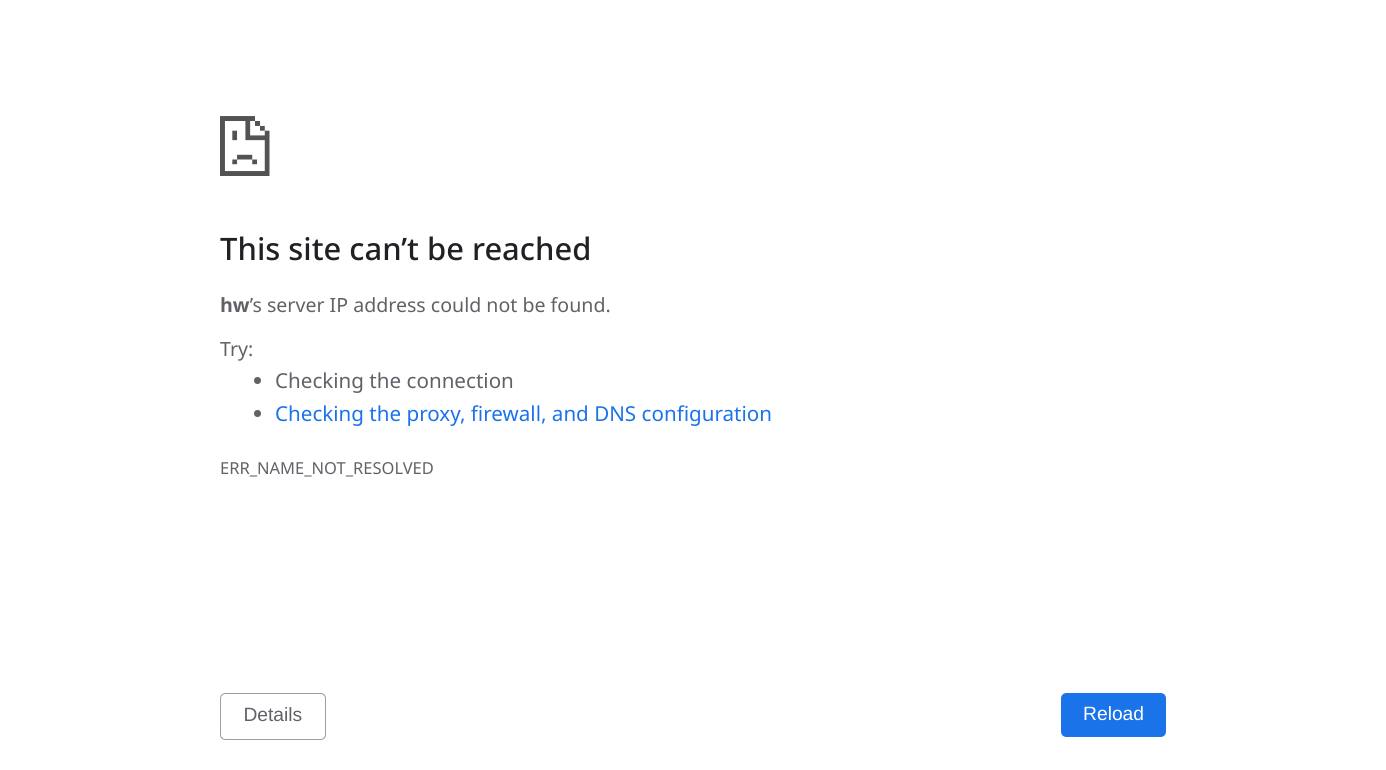 This site can’t be reached
hw’s server IP address could not be found.
Try:
Checking the connection
Checking the proxy, firewall, and DNS configuration
ERR_NAME_NOT_RESOLVED
Details
Reload